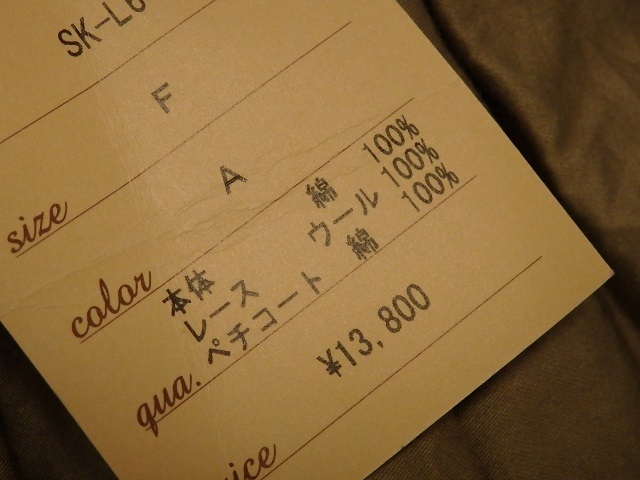 SK-L6
size F
color A
qua. 本体 綿 100%
レース ウール 100%
ペチコート 綿 100%
¥13,800